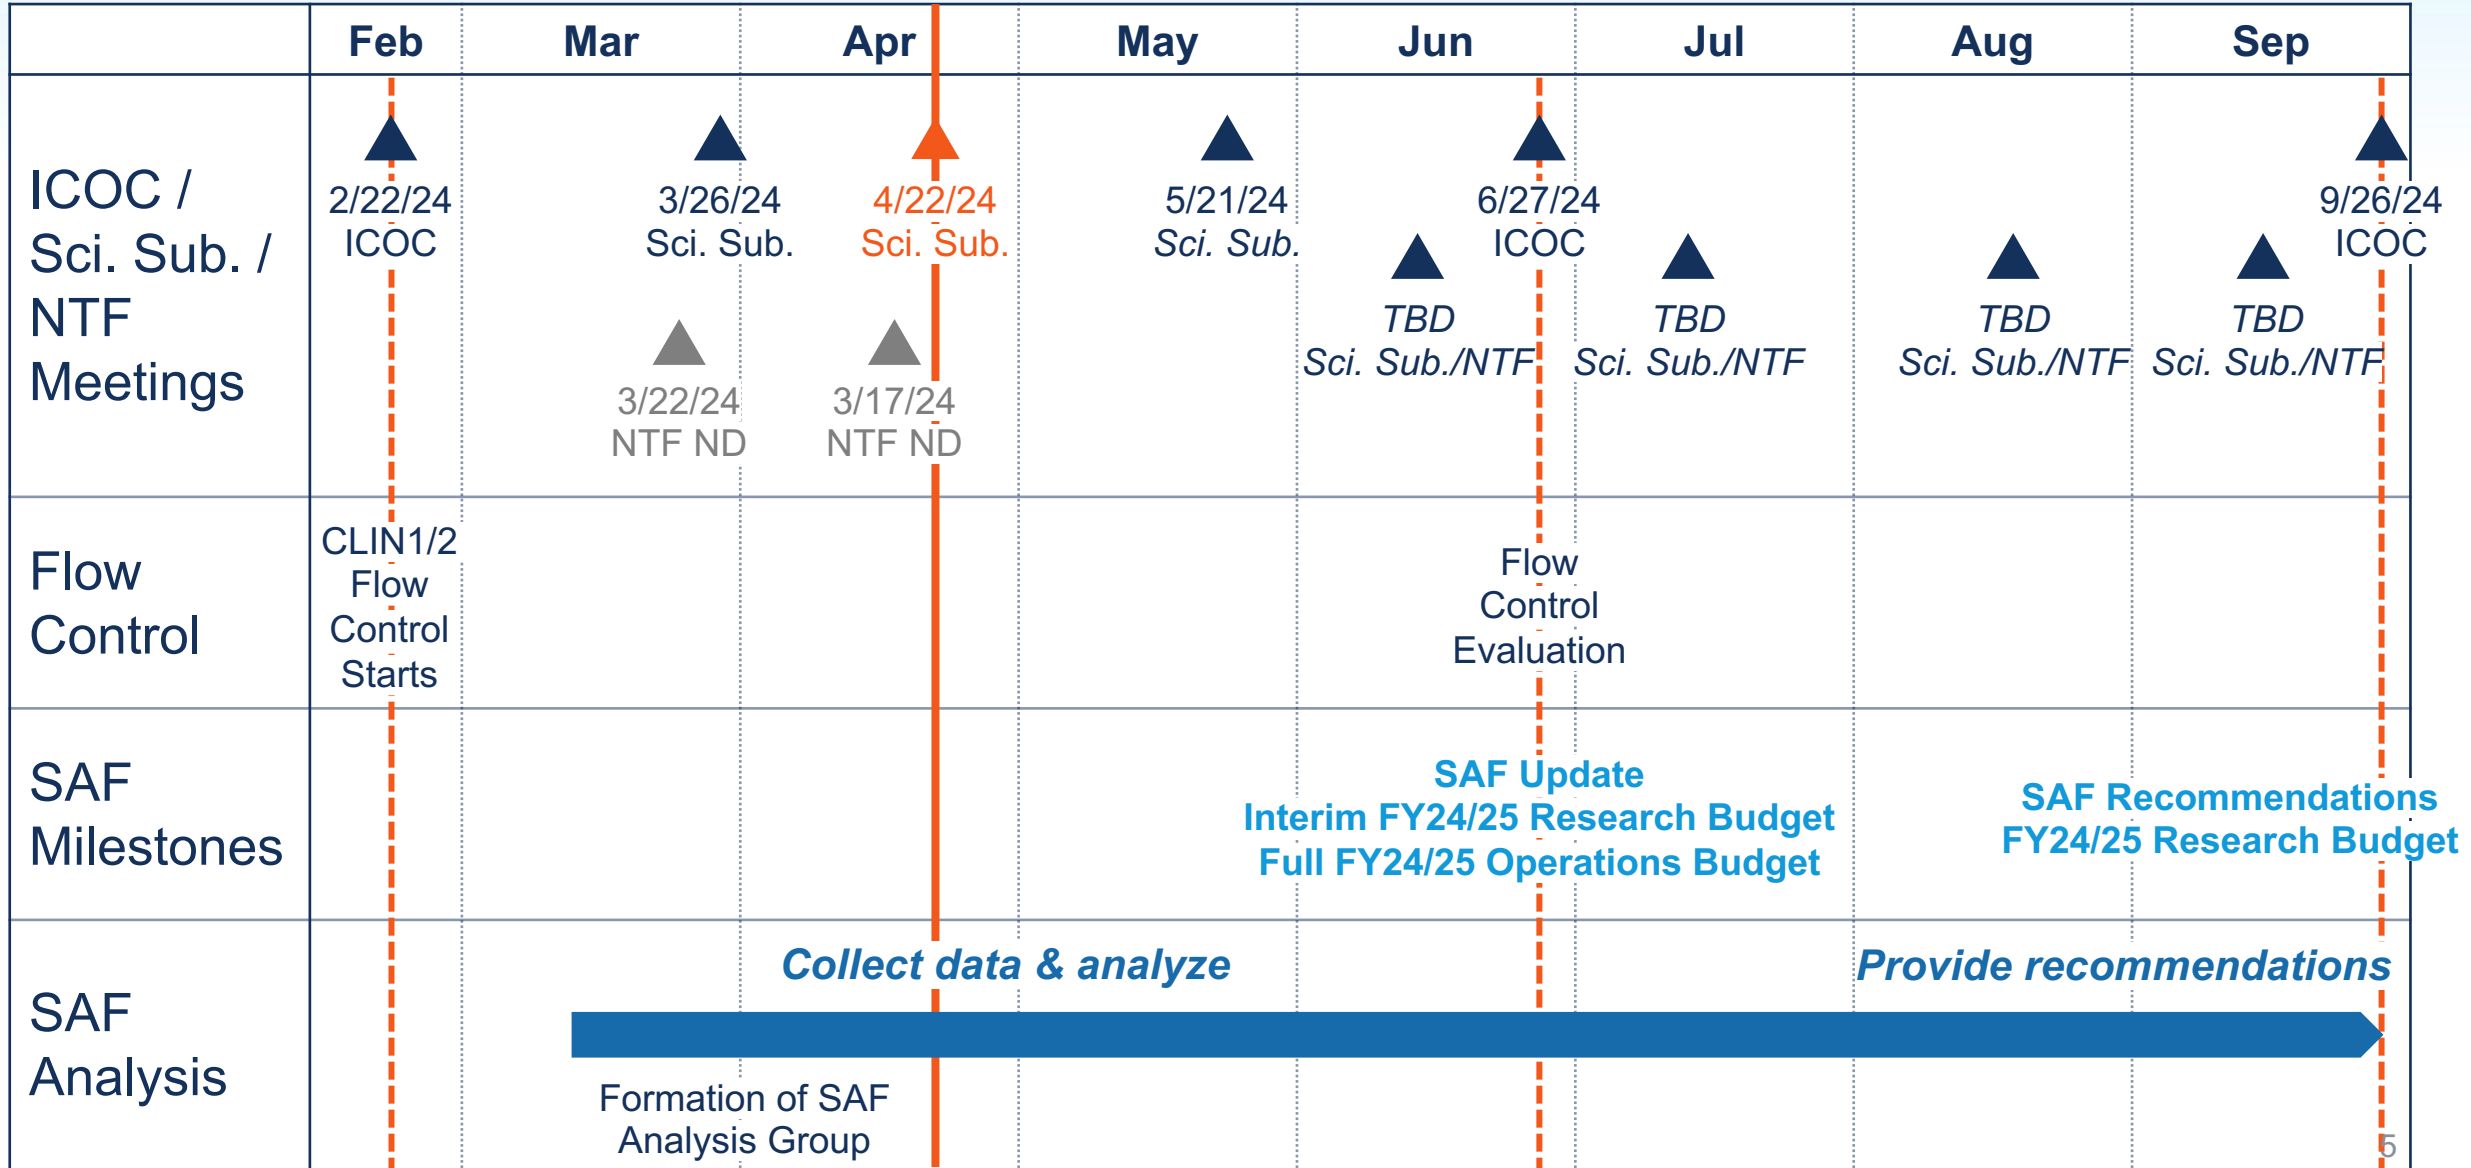 Feb Mar Apr May Jun Jul Aug Sep
ICOC /
Sci. Sub. /
NTF
Meetings
2/22/24
ICOC
3/26/24
Sci. Sub.
4/22/24
Sci. Sub.
5/21/24
Sci. Sub.
6/27/24
ICOC
9/26/24
ICOC
TBD
Sci. Sub./NTF
TBD
Sci. Sub./NTF
TBD
Sci. Sub./NTF
TBD
Sci. Sub./NTF
3/22/24
NTF ND
3/17/24
NTF ND
Flow
Control
CLIN1/2
Flow
Control
Starts
Flow
Control
Evaluation
SAF
Milestones
SAF Update
Interim FY24/25 Research Budget
Full FY24/25 Operations Budget
SAF Recommendations
FY24/25 Research Budget
SAF
Analysis
Collect data & analyze
Provide recommendations
Formation of SAF
Analysis Group
5